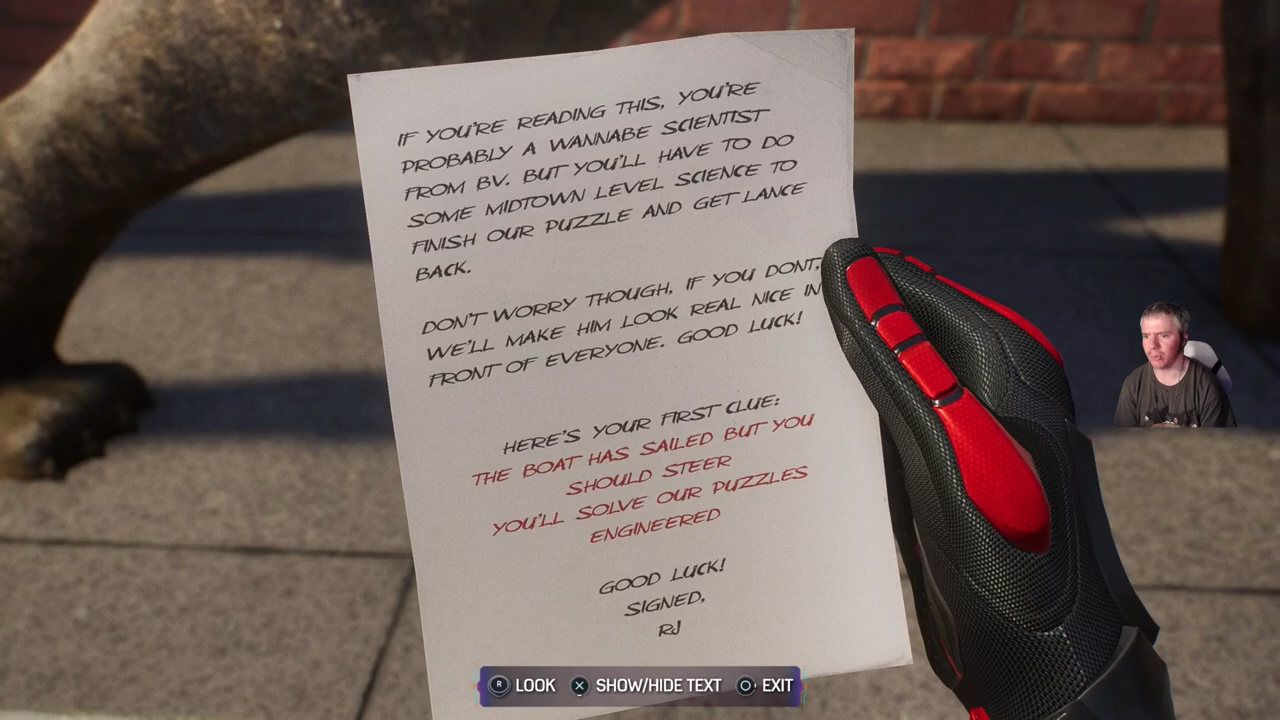 IF YOU'RE READING THIS, YOU'RE
PROBABLY A WANNABE SCIENTIST
FROM BV. BUT YOU'LL HAVE TO DO
SOME MIDTOWN LEVEL SCIENCE TO
FINISH OUR PUZZLE AND GET LANCE
BACK.
DON'T WORRY THOUGH, IF YOU DONT,
WE'LL MAKE HIM LOOK REAL NICE IN
FRONT OF EVERYONE. GOOD LUCK!
HERE'S YOUR FIRST CLUE:
THE BOAT HAS SAILED BUT YOU
SHOULD STEER
YOU'LL SOLVE OUR PUZZLES
ENGINEERED
GOOD LUCK!
SIGNED,
RJ
R LOOK SHOW/HIDE TEXT EXIT